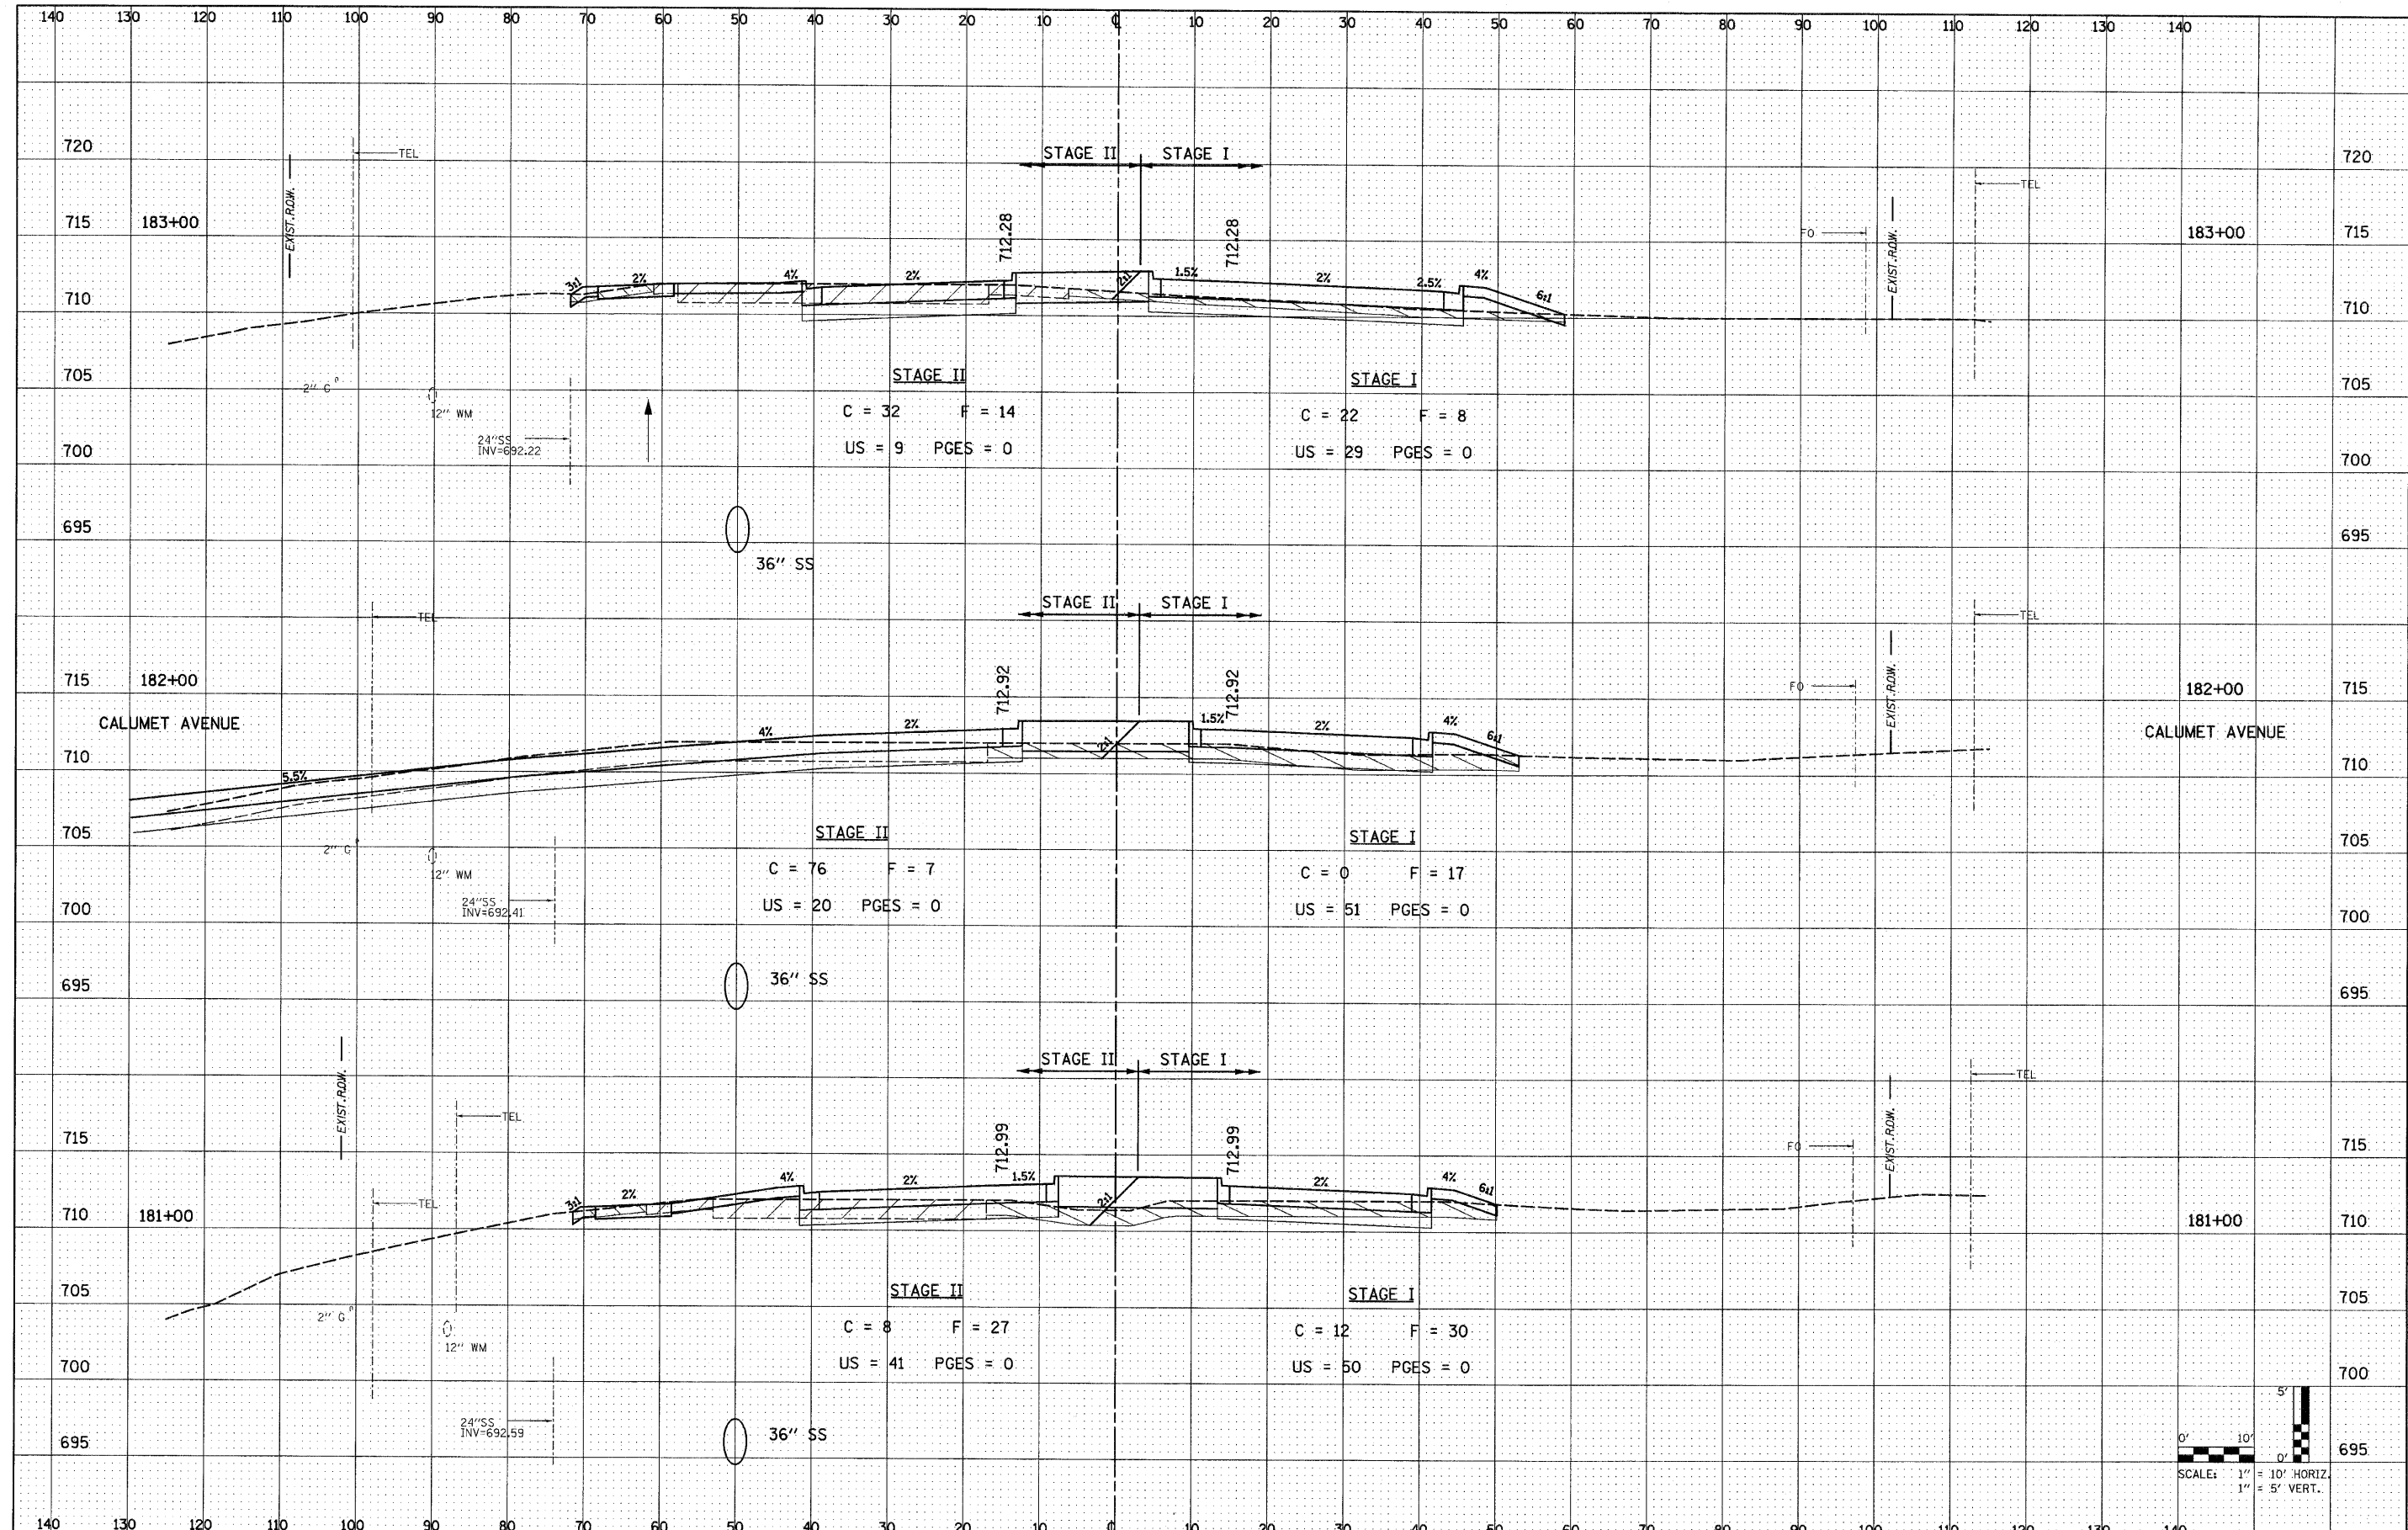 140 130 120 110 100 90 80 70 60 50 40 30 20 10 ℄ 10 20 30 40 50 60 70 80 90 100 110 120 130 140
720 TEL STAGE II STAGE I 720
TEL
EXIST. R.O.W. EXIST. R.O.W.
715 183+00 712.28 712.28 FO 183+00 715
3:1 2% 4% 2% 2:1 1.5% 2% 2.5% 4% 6:1
710 710
705 705
2" G
12" WM
STAGE II STAGE I
C = 32 F = 14 C = 22 F = 8
US = 9 PGES = 0 US = 29 PGES = 0
24"SS
INV=692.22
700 700
695 695
36" SS
STAGE II STAGE I
TEL TEL
715 182+00 712.92 712.92 FO EXIST. R.O.W. 182+00 715
CALUMET AVENUE CALUMET AVENUE
5.5% 4% 2% 2:1 1.5% 2% 4% 6:1
710 710
705 705
2" G
12" WM
STAGE II STAGE I
C = 76 F = 7 C = 0 F = 17
US = 20 PGES = 0 US = 51 PGES = 0
24"SS
INV=692.41
700 700
695 36" SS 695
STAGE II STAGE I
EXIST. R.O.W. TEL TEL
715 712.99 712.99 FO EXIST. R.O.W. 715
TEL
3:1 2% 4% 2% 1.5% 2:1 2% 4% 6:1
710 181+00 181+00 710
705 705
2" G
12" WM
STAGE II STAGE I
C = 8 F = 27 C = 12 F = 30
US = 41 PGES = 0 US = 50 PGES = 0
700 700
24"SS
INV=692.59
695 36" SS 695
5'
0' 10' 0'
SCALE: 1" = 10' HORIZ.
1" = 5' VERT.
140 130 120 110 100 90 80 70 60 50 40 30 20 10 ℄ 10 20 30 40 50 60 70 80 90 100 110 120 130 140